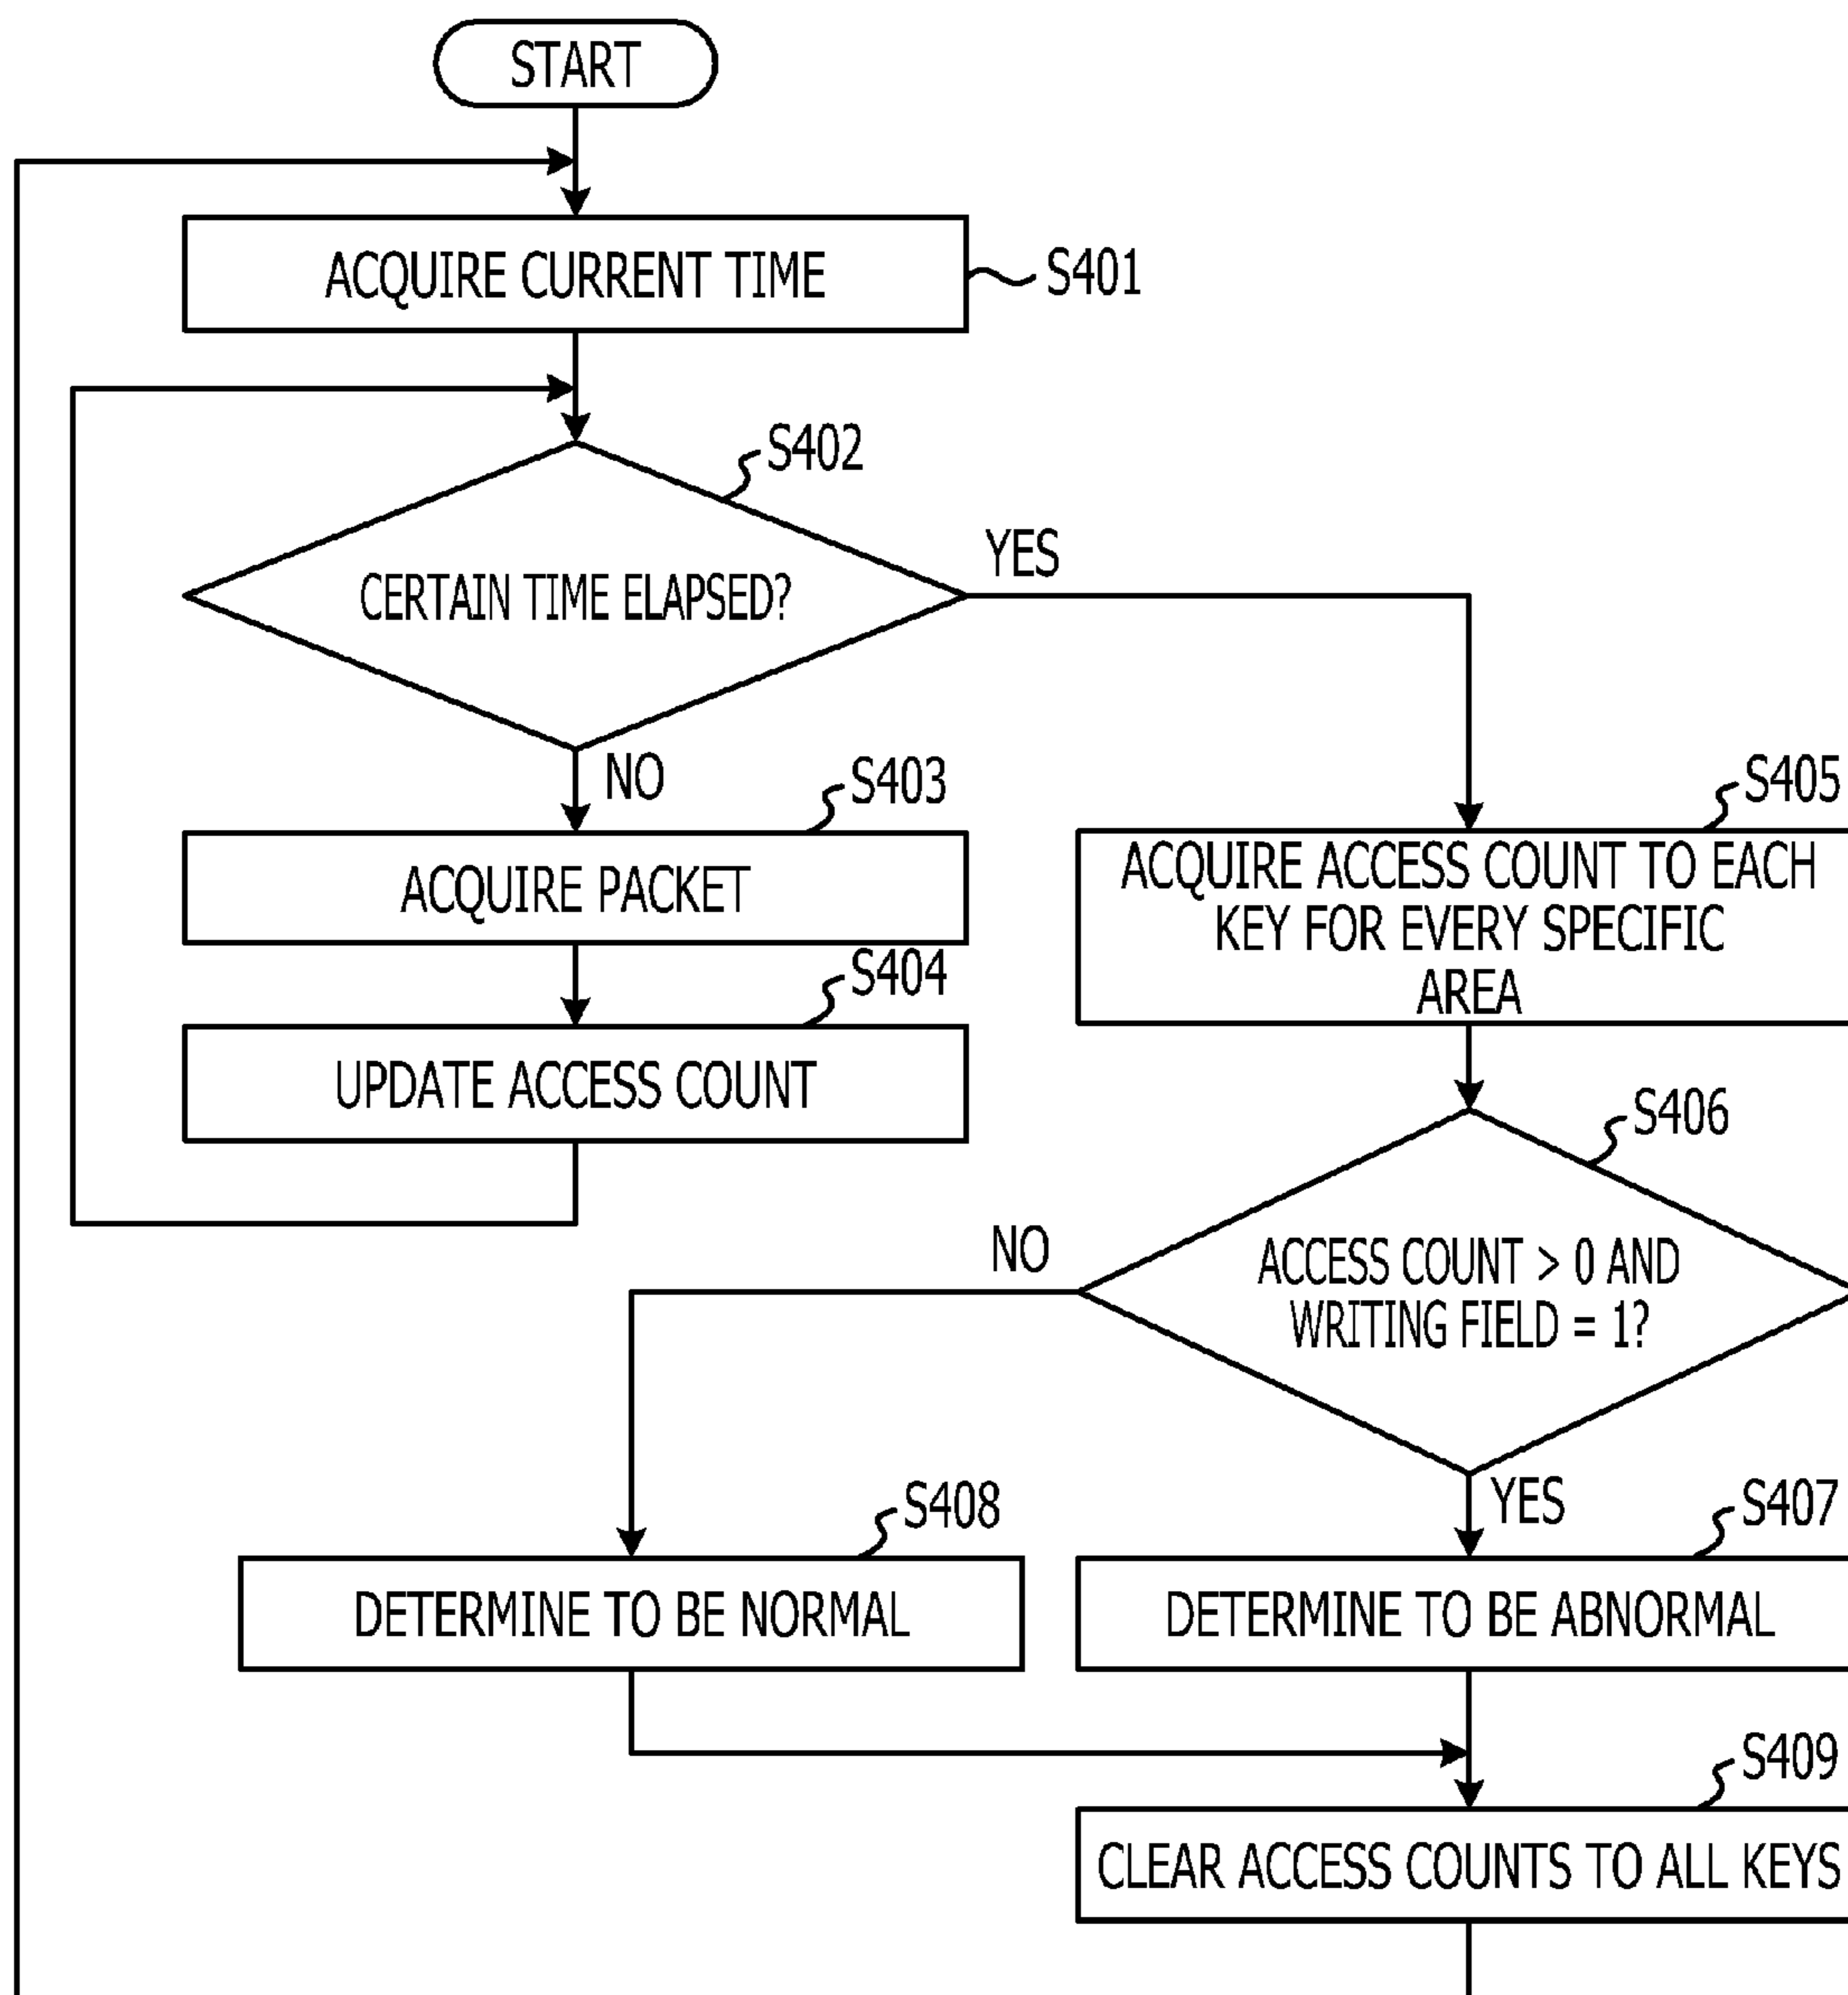 START
ACQUIRE CURRENT TIME
S401
S402
CERTAIN TIME ELAPSED?
YES
NO
S403
ACQUIRE PACKET
S404
UPDATE ACCESS COUNT
S405
ACQUIRE ACCESS COUNT TO EACH
KEY FOR EVERY SPECIFIC
AREA
S406
ACCESS COUNT > 0 AND
WRITING FIELD = 1?
NO
YES
S408
DETERMINE TO BE NORMAL
S407
DETERMINE TO BE ABNORMAL
S409
CLEAR ACCESS COUNTS TO ALL KEYS